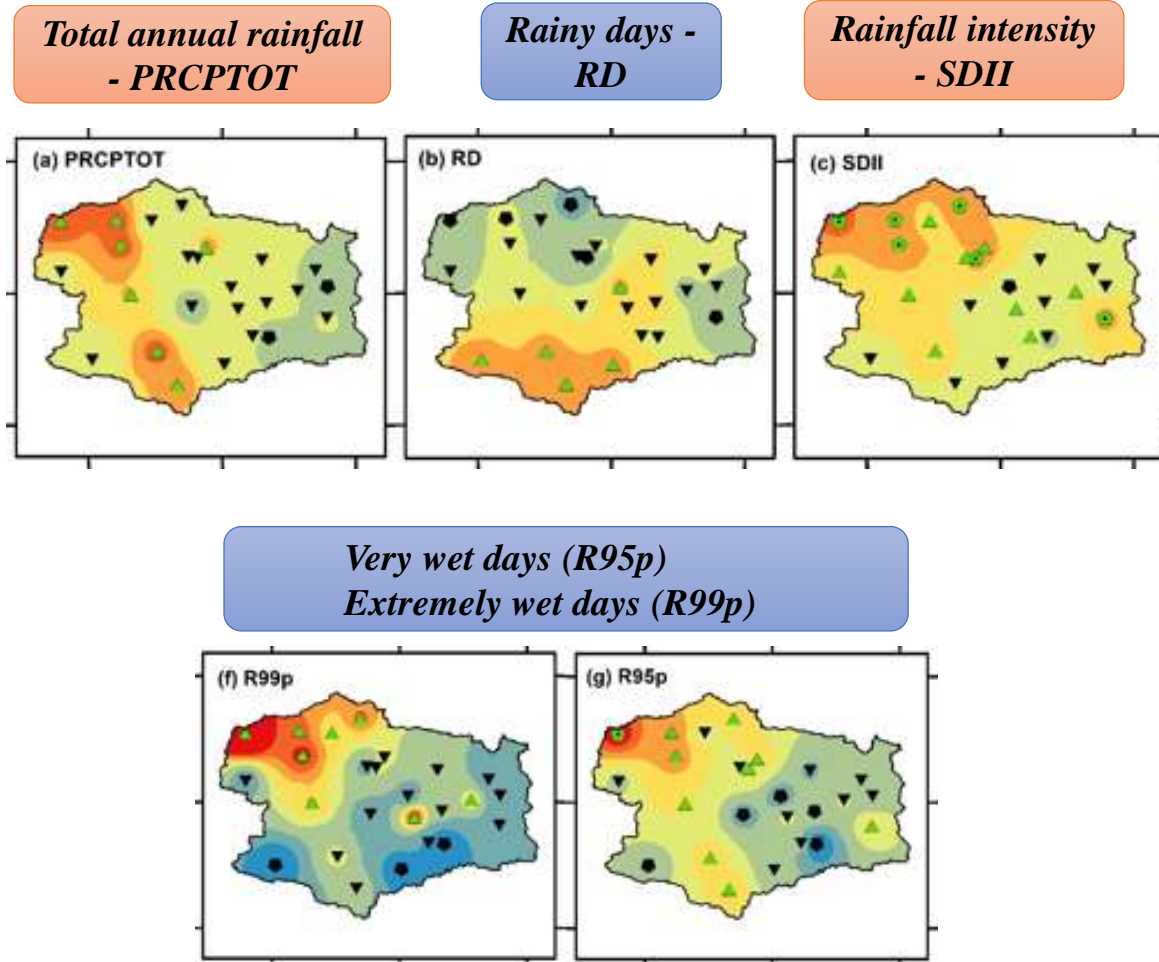 Total annual rainfall
- PRCPTOT
Rainy days -
RD
Rainfall intensity
- SDII
(a) PRCPTOT
(b) RD
(c) SDII
Very wet days (R95p)
Extremely wet days (R99p)
(f) R99p
(g) R95p